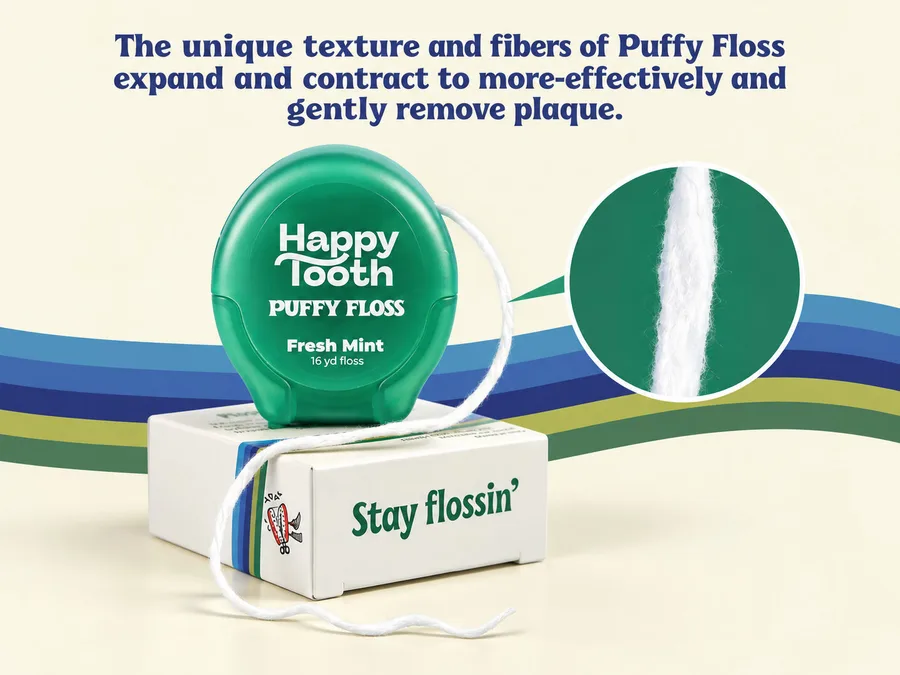 The unique texture and fibers of Puffy Floss
expand and contract to more-effectively and
gently remove plaque.
Happy
Tooth
PUFFY FLOSS
Fresh Mint
16 yd floss
Stay flossin’